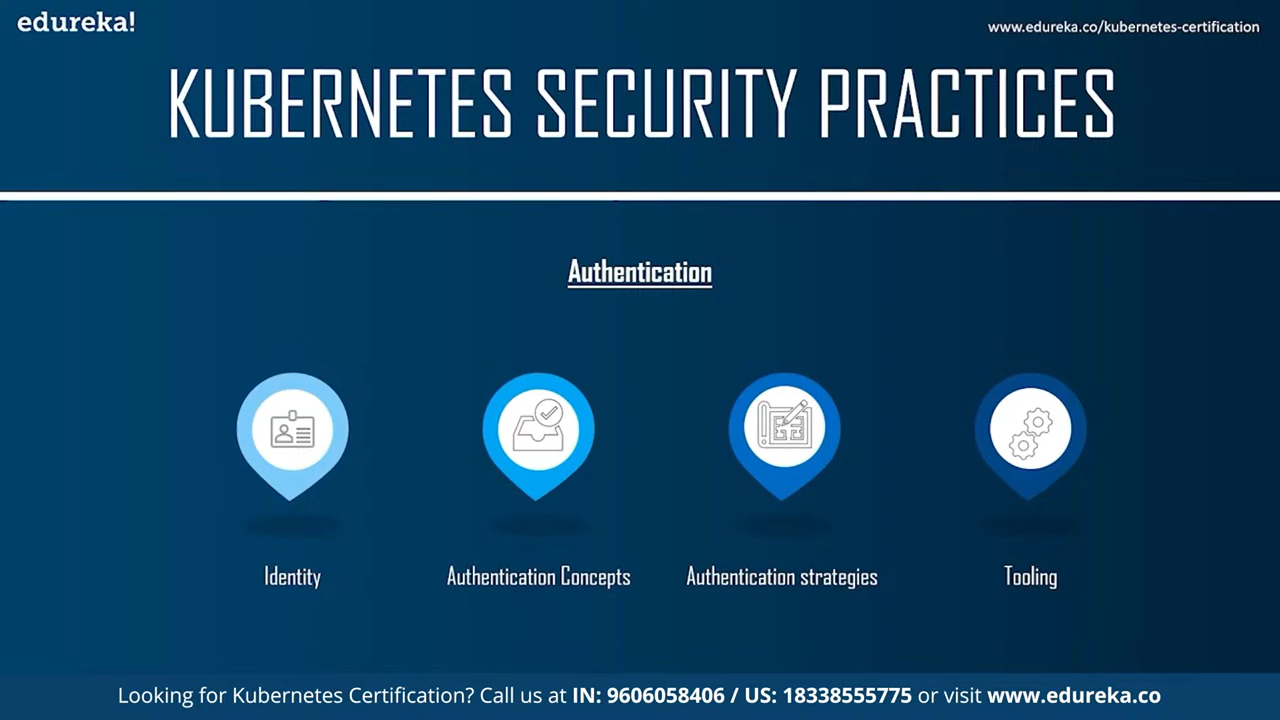 edureka!
www.edureka.co/kubernetes-certification
KUBERNETES SECURITY PRACTICES
Authentication
Identity
Authentication Concepts
Authentication strategies
Tooling
Looking for Kubernetes Certification? Call us at IN: 9606058406 / US: 18338555775 or visit www.edureka.co